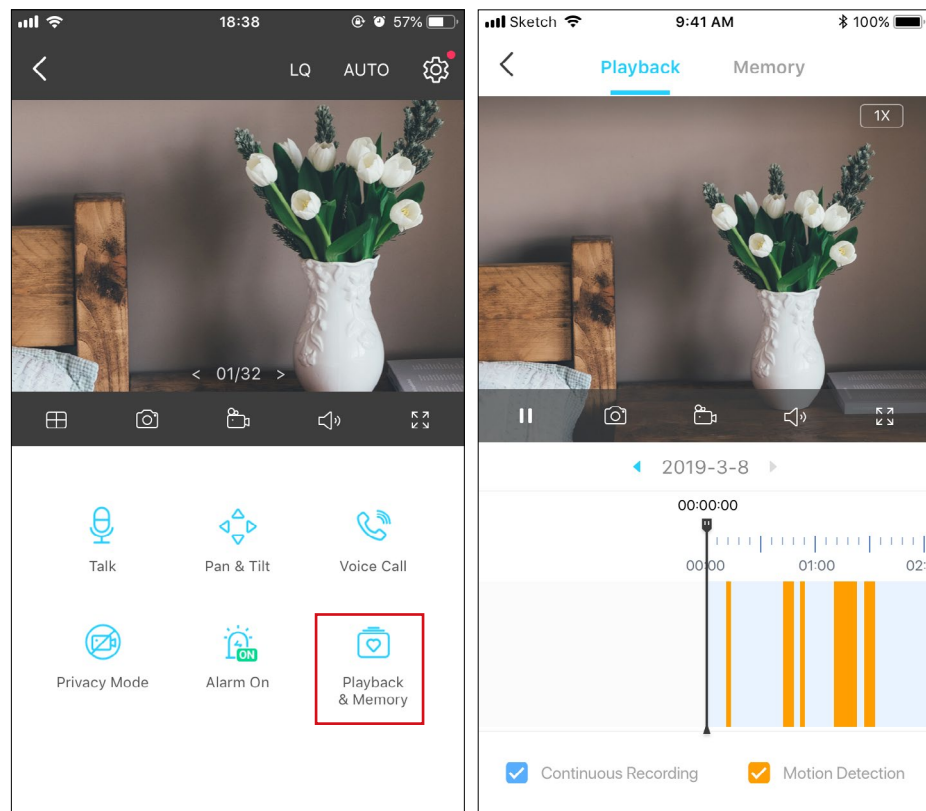 18:38
57%
LQ AUTO
< 01/32 >
Talk
Pan & Tilt
Voice Call
Privacy Mode
ON
Alarm On
Playback
& Memory
Sketch
9:41 AM
100%
Playback
Memory
1X
2019-3-8
00:00:00
00:00
01:00
02:
Continuous Recording
Motion Detection